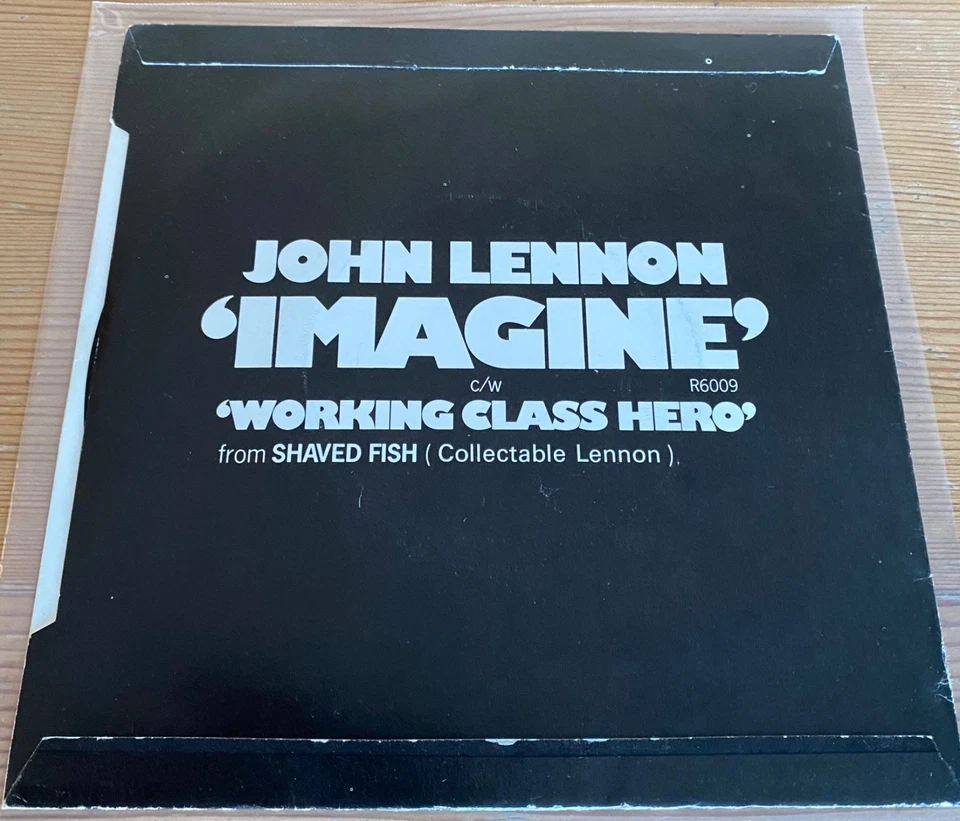 JOHN LENNON
‘IMAGINE’
c/w R6009
‘WORKING CLASS HERO’
from SHAVED FISH ( Collectable Lennon ).